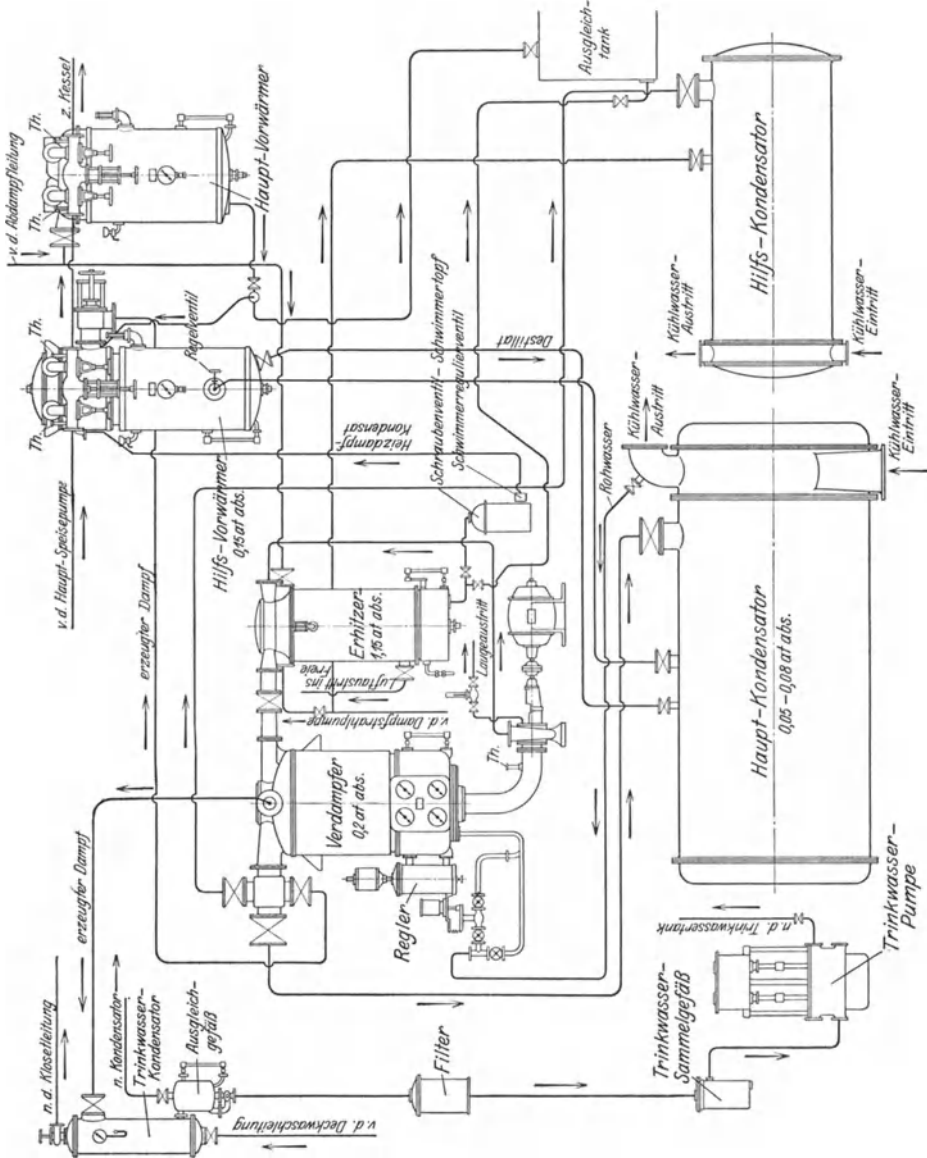 v. d. Abdampfleitung
z. Kessel
Th.
Th.
Haupt-Vorwärmer
Ausgleich-
tank
Th.
Th.
Regelventil
v. d. Haupt-Speisepumpe
Hilfs-Vorwärmer
0,15 at abs.
Heizdampf-
Kondensat
Destillat
Schraubenventil-Schwimmertopf
Schwimmerregulierventil
Hilfs-Kondensator
Kühlwasser-
Austritt
Kühlwasser-
Eintritt
erzeugter Dampf
Erhitzer
1,15 at abs.
Luftaustritt ins
Freie
v. d. Dampfstrahlpumpe
Laugeaustritt
Th.
Rohwasser
Kühlwasser-
Austritt
Kühlwasser-
Eintritt
Haupt-Kondensator
0,05 – 0,08 at abs.
Verdampfer
0,2 at abs.
Regler
erzeugter Dampf
n. d. Klosettleitung
n. Kondensator
Trinkwasser-
Kondensator
Ausgleich-
gefäß
v. d. Deckwaschleitung
Filter
Trinkwasser-
Sammelgefäß
n. d. Trinkwassertank
Trinkwasser-
Pumpe